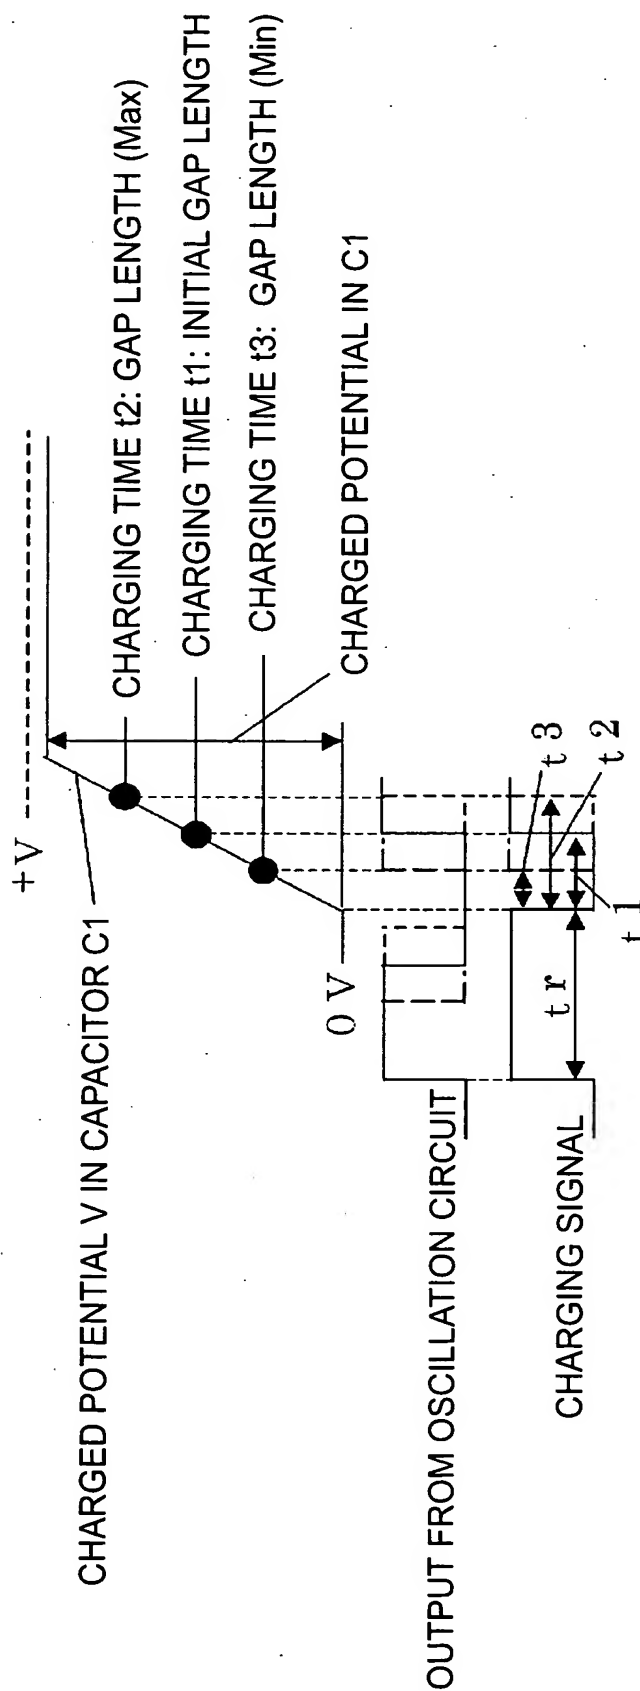 +V
CHARGED POTENTIAL V IN CAPACITOR C1
CHARGING TIME t2: GAP LENGTH (Max)
CHARGING TIME t1: INITIAL GAP LENGTH
CHARGING TIME t3: GAP LENGTH (Min)
0 V
CHARGED POTENTIAL IN C1
OUTPUT FROM OSCILLATION CIRCUIT
CHARGING SIGNAL
t r
t 3
t 2
t 1